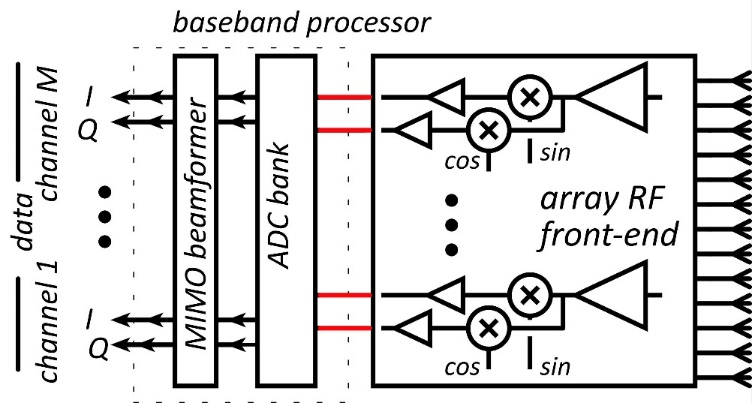 baseband processor
data
channel M
channel 1
I
Q
I
Q
MIMO beamformer
ADC bank
cos
sin
array RF
front-end
cos
sin